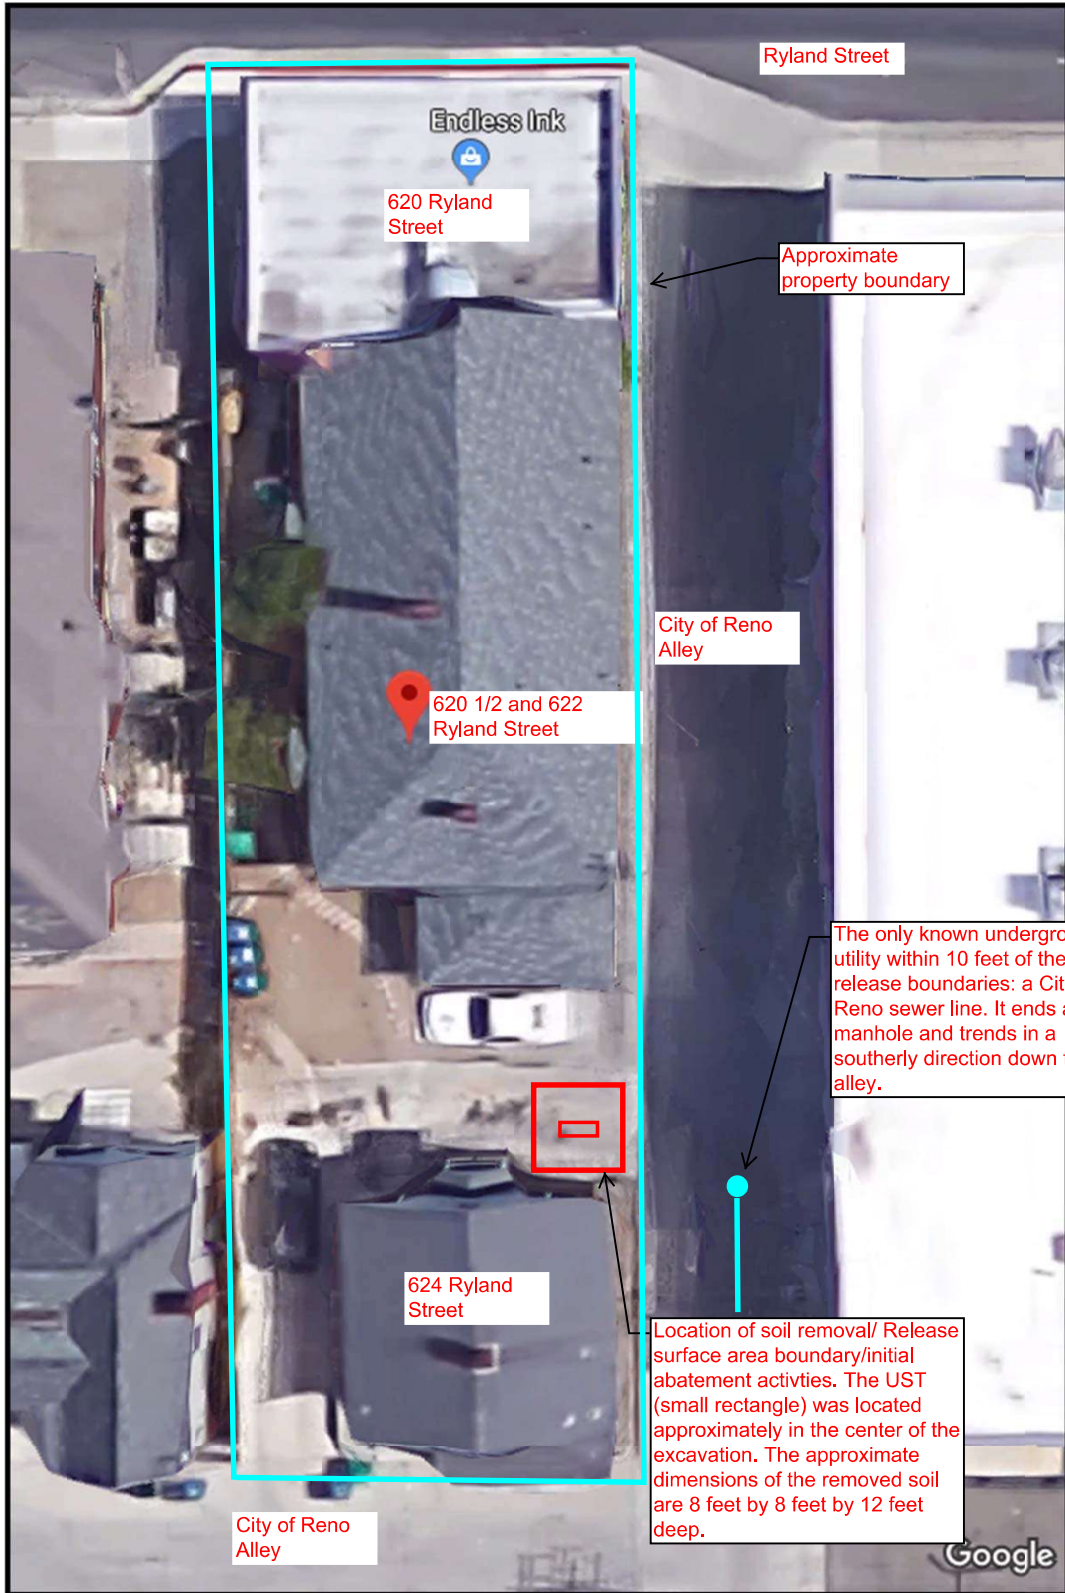 Ryland Street
Endless Ink
620 Ryland
Street
Approximate
property boundary
City of Reno
Alley
620 1/2 and 622
Ryland Street
The only known
utility within 10 feet of the
release boundaries: a
Reno sewer line. It ends
manhole and trends in a
southerly direction down
alley.
624 Ryland
Street
Location of soil removal/ Release
surface area boundary/initial
abatement activties. The UST
(small rectangle) was located
approximately in the center of the
excavation. The approximate
dimensions of the removed soil
are 8 feet by 8 feet by 12 feet
deep.
City of Reno
Alley
Google